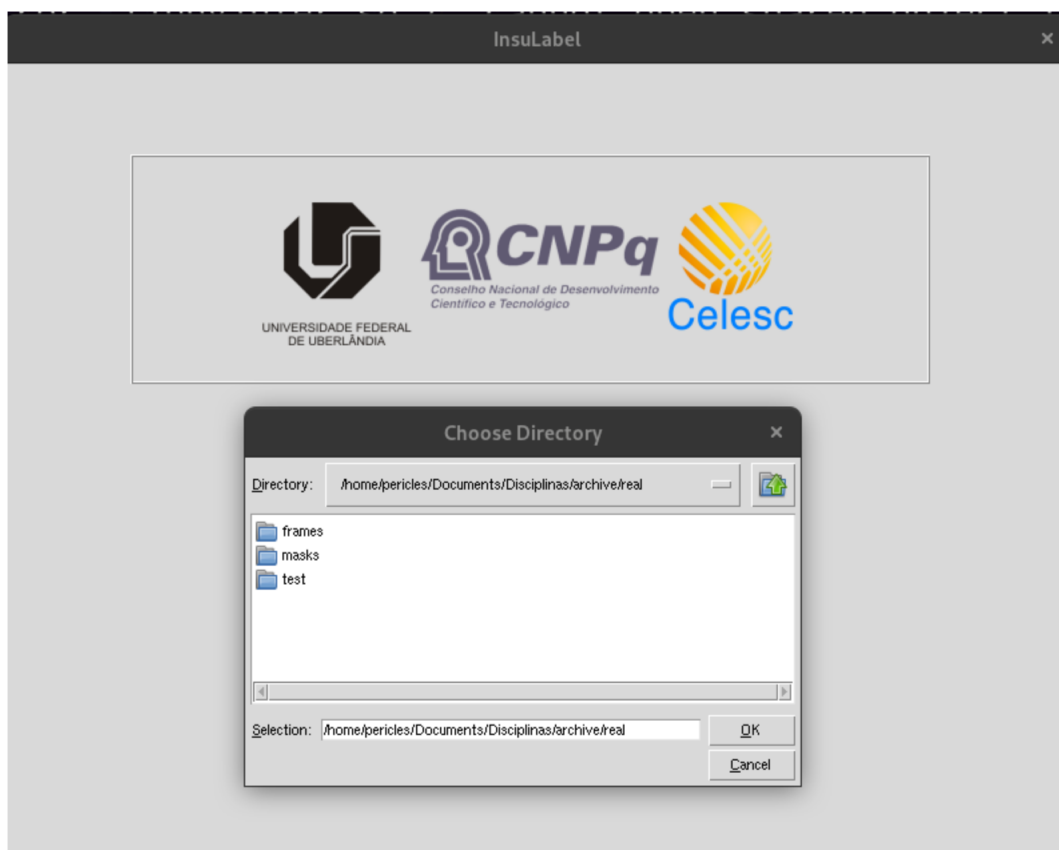 InsuLabel
UNIVERSIDADE FEDERAL
DE UBERLÂNDIA
CNPq
Conselho Nacional de Desenvolvimento
Científico e Tecnológico
Celesc
Choose Directory
Directory: /home/pericles/Documents/Disciplinas/archive/real
frames
masks
test
Selection: /home/pericles/Documents/Disciplinas/archive/real OK
Cancel